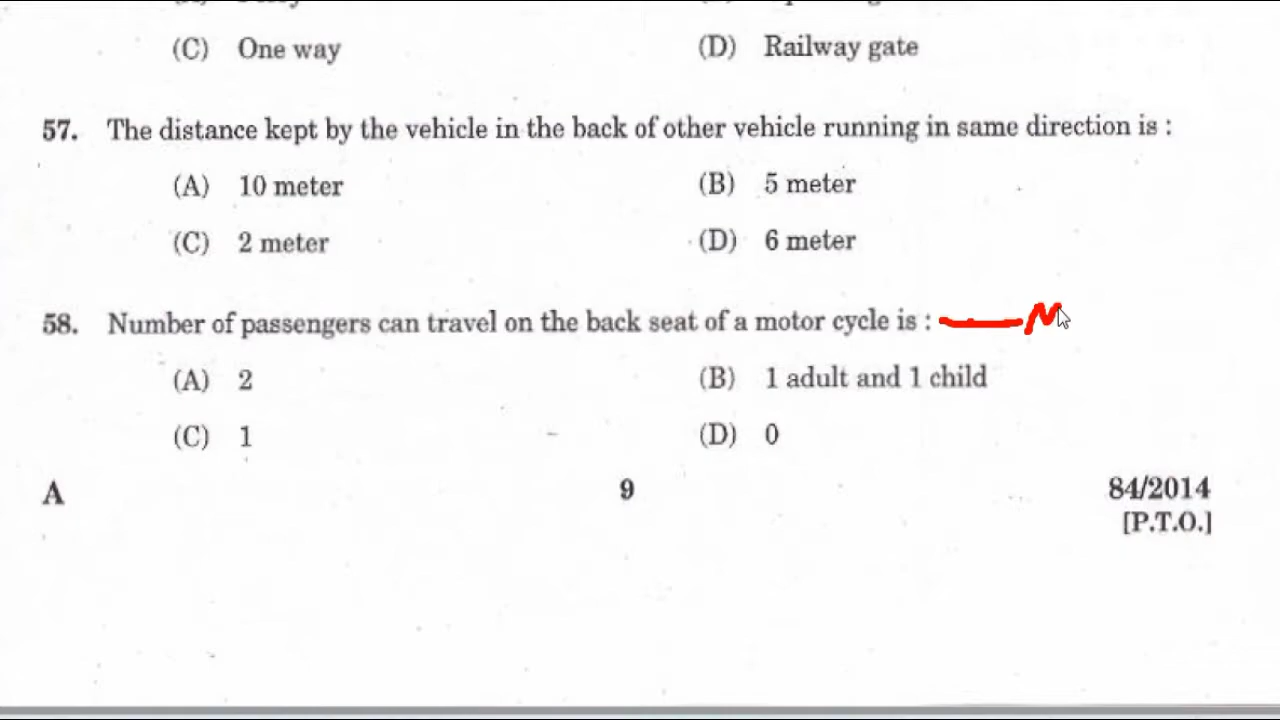 (C) One way (D) Railway gate
57. The distance kept by the vehicle in the back of other vehicle running in same direction is :
(A) 10 meter (B) 5 meter
(C) 2 meter (D) 6 meter
58. Number of passengers can travel on the back seat of a motor cycle is :
(A) 2 (B) 1 adult and 1 child
(C) 1 (D) 0
A 9 84/2014
[P.T.O.]